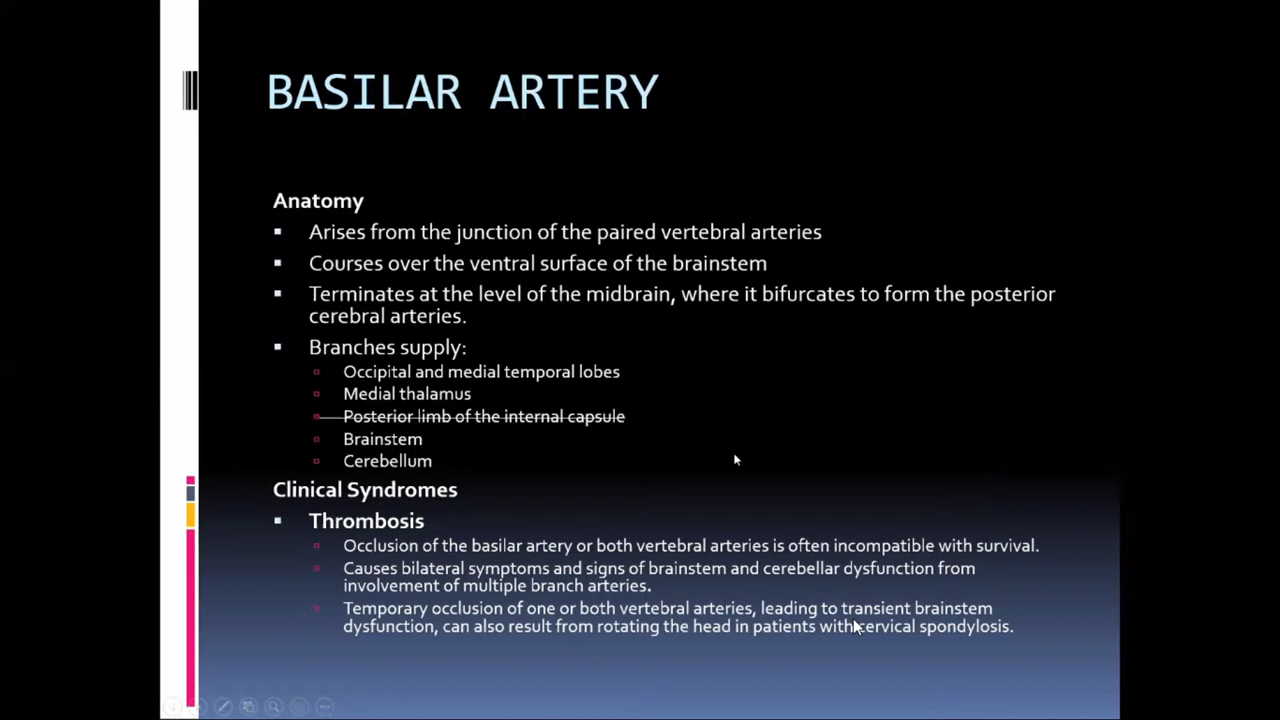 BASILAR ARTERY
Anatomy
Arises from the junction of the paired vertebral arteries
Courses over the ventral surface of the brainstem
Terminates at the level of the midbrain, where it bifurcates to form the posterior
cerebral arteries.
Branches supply:
Occipital and medial temporal lobes
Medial thalamus
Posterior limb of the internal capsule
Brainstem
Cerebellum
Clinical Syndromes
Thrombosis
Occlusion of the basilar artery or both vertebral arteries is often incompatible with survival.
Causes bilateral symptoms and signs of brainstem and cerebellar dysfunction from
involvement of multiple branch arteries.
Temporary occlusion of one or both vertebral arteries, leading to transient brainstem
dysfunction, can also result from rotating the head in patients with cervical spondylosis.